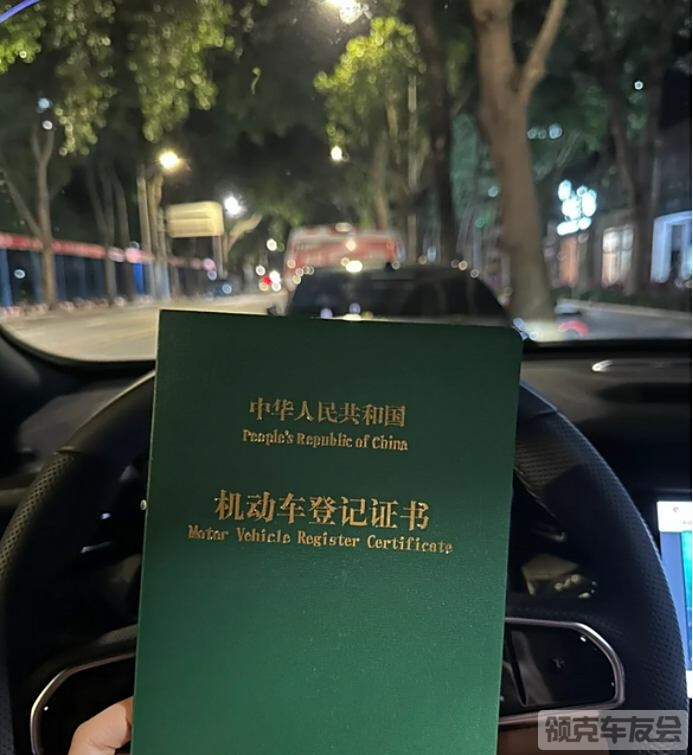 中华人民共和国
People's Republic of China
机动车登记证书
Motor Vehicle Register Certificate
领克车友会